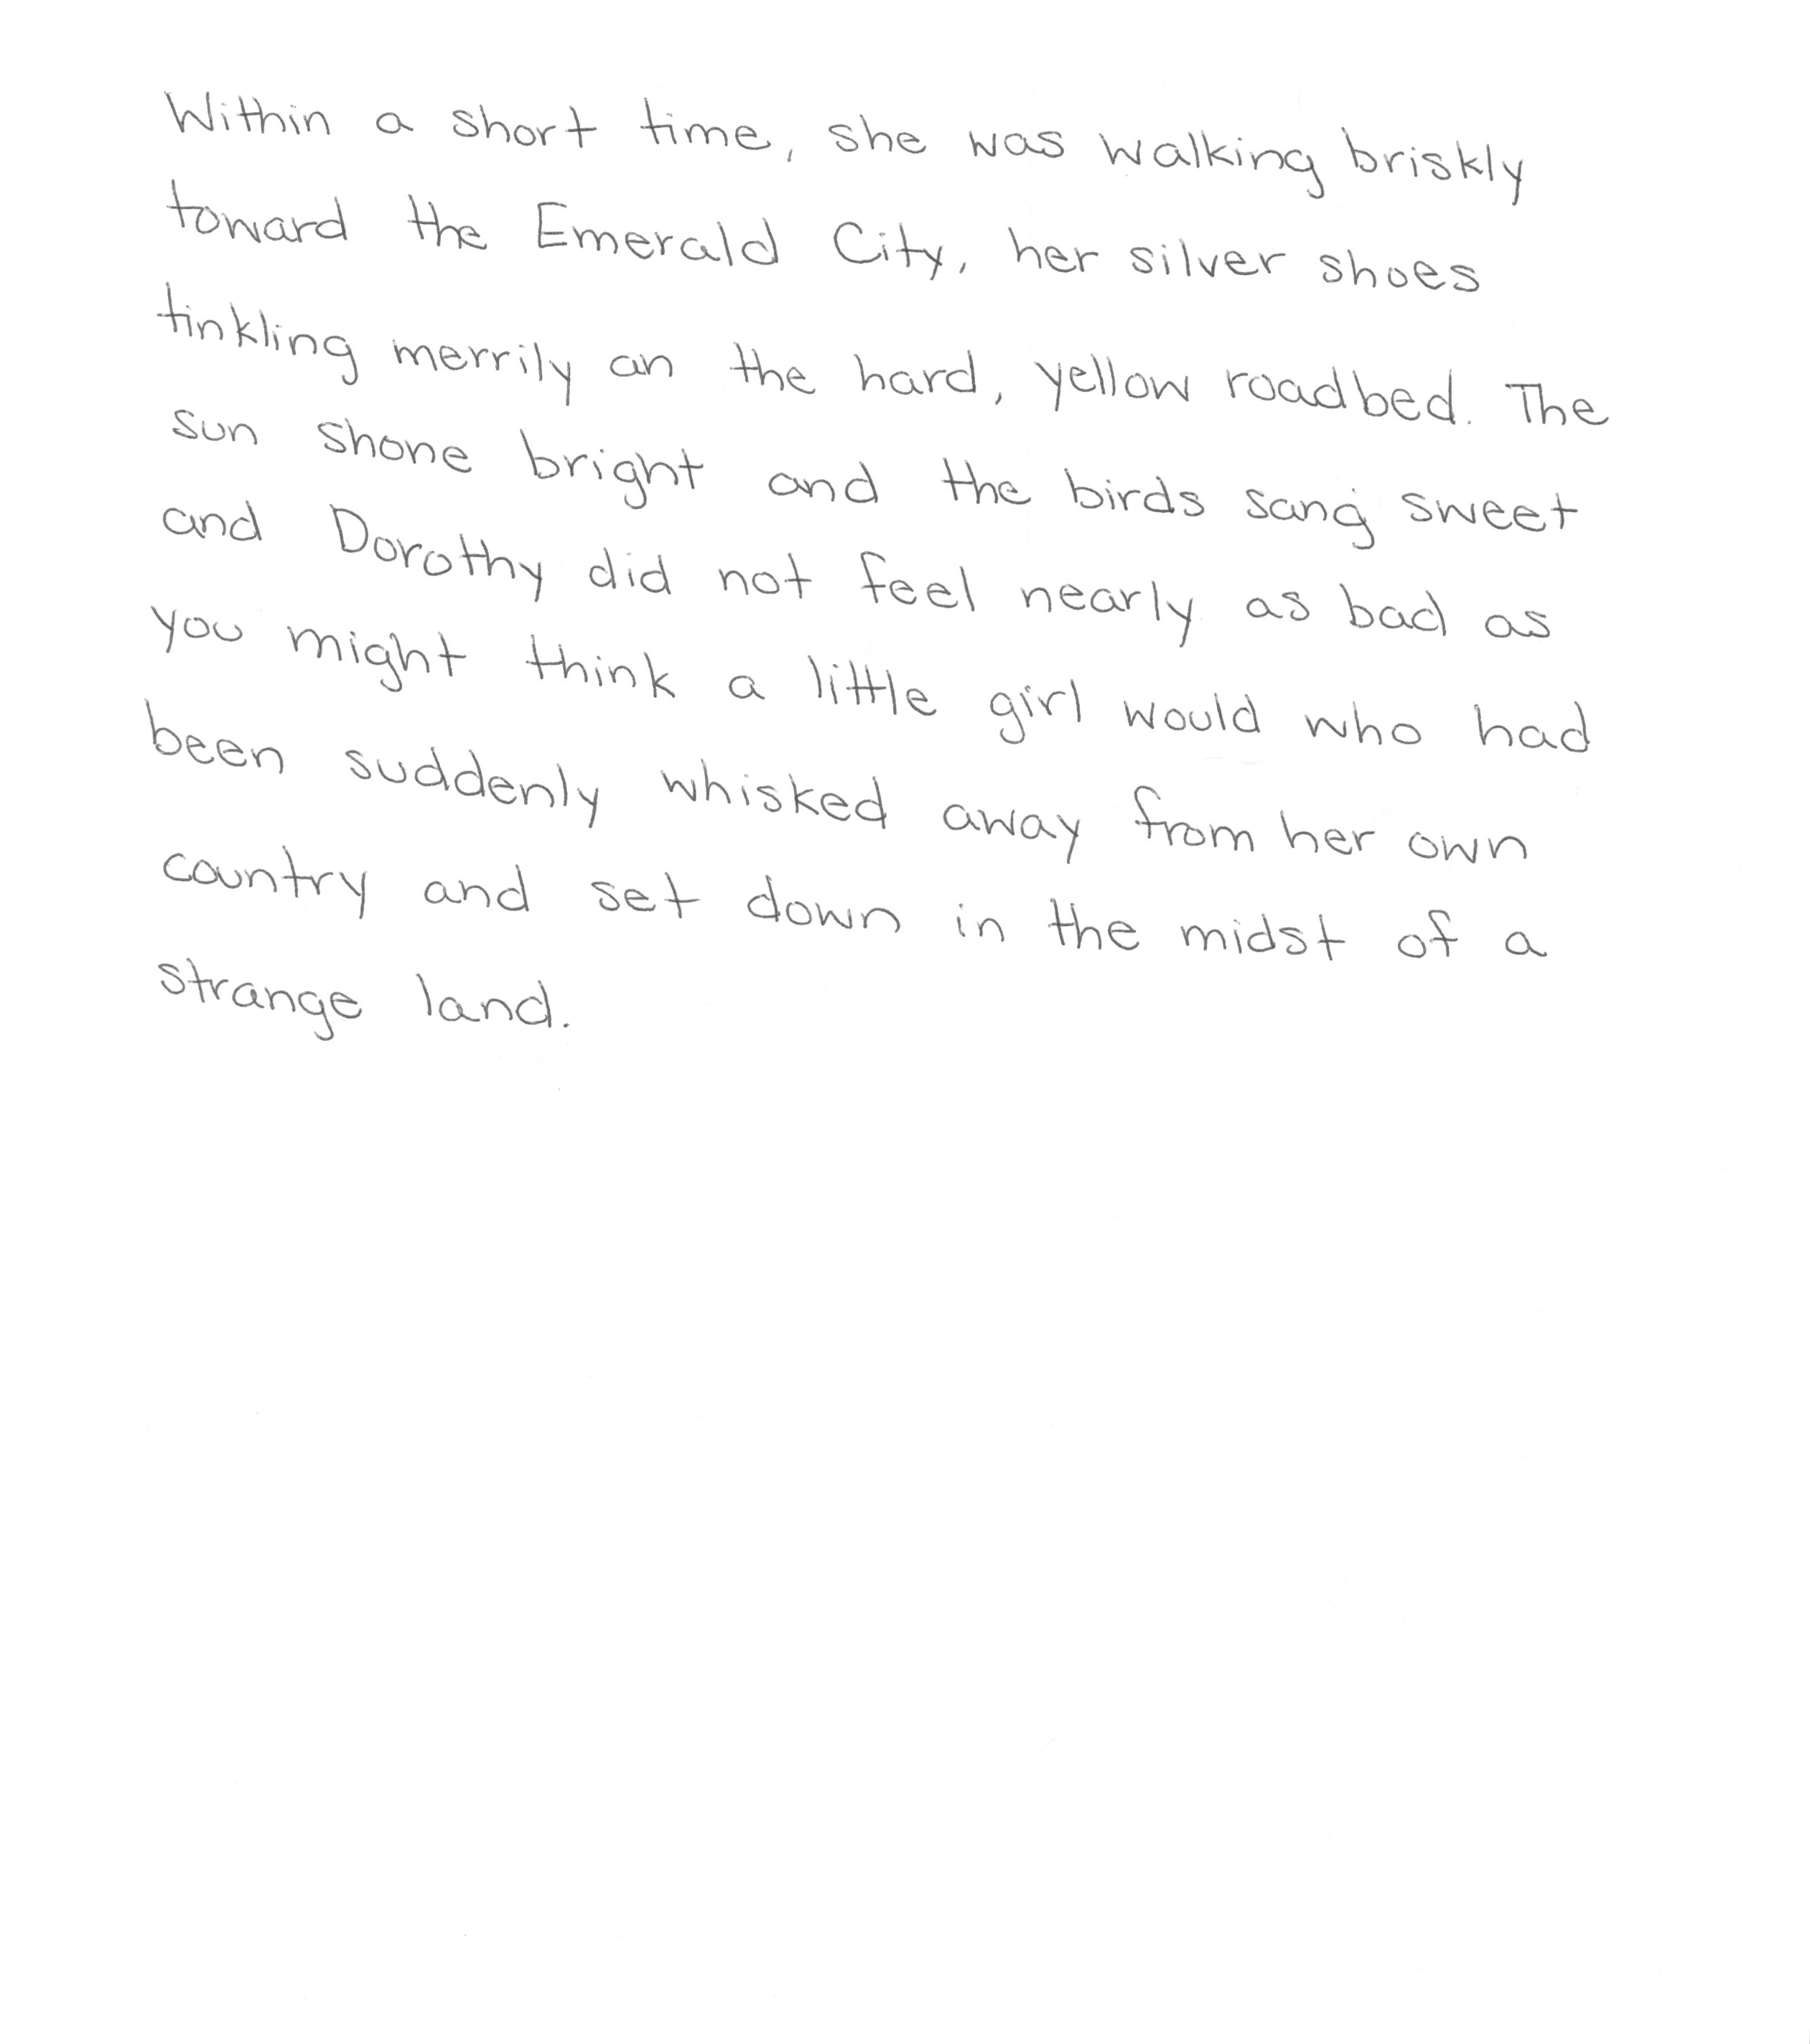 Within a short time, she was walking briskly
toward the Emerald City, her silver shoes
tinkling merrily an the hard, yellow roadbed. The
sun shone bright and the birds sang sweet
and Dorothy did not feel nearly as bad as
you might think a little girl would who had
been suddenly whisked away from her own
country and set down in the midst of a
strange land.